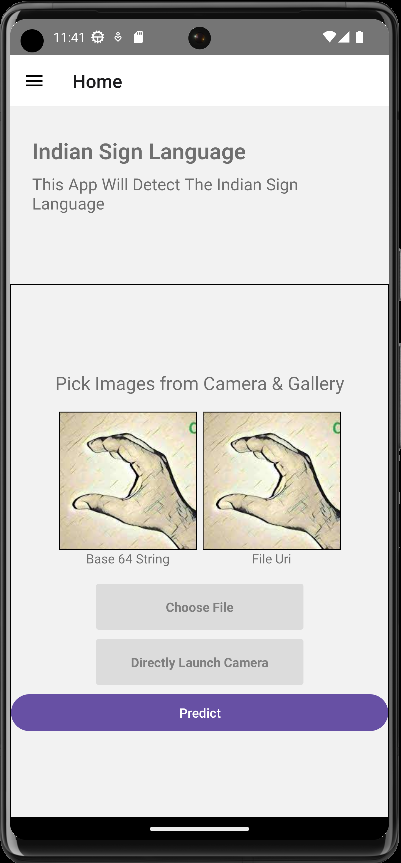 11:41
Home
Indian Sign Language
This App Will Detect The Indian Sign
Language
Pick Images from Camera & Gallery
Base 64 String
File Uri
Choose File
Directly Launch Camera
Predict